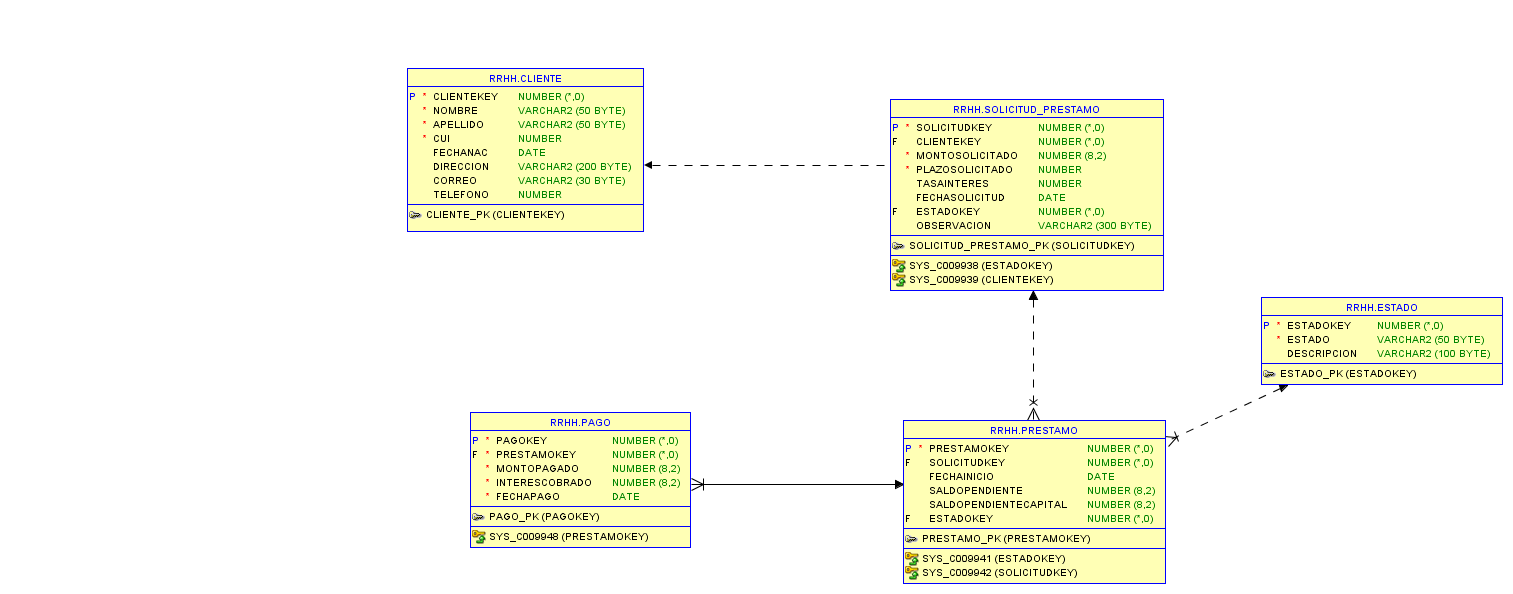 RRHH.CLIENTE
P * CLIENTEKEY NUMBER (*,0)
* NOMBRE VARCHAR2 (50 BYTE)
* APELLIDO VARCHAR2 (50 BYTE)
* CUI NUMBER
FECHANAC DATE
DIRECCION VARCHAR2 (200 BYTE)
CORREO VARCHAR2 (30 BYTE)
TELEFONO NUMBER
CLIENTE_PK (CLIENTEKEY)
RRHH.SOLICITUD_PRESTAMO
P * SOLICITUDKEY NUMBER (*,0)
F CLIENTEKEY NUMBER (*,0)
* MONTOSOLICITADO NUMBER (8,2)
* PLAZOSOLICITADO NUMBER
TASAINTERES NUMBER
FECHASOLICITUD DATE
F ESTADOKEY NUMBER (*,0)
OBSERVACION VARCHAR2 (300 BYTE)
SOLICITUD_PRESTAMO_PK (SOLICITUDKEY)
SYS_C009938 (ESTADOKEY)
SYS_C009939 (CLIENTEKEY)
RRHH.ESTADO
P * ESTADOKEY NUMBER (*,0)
* ESTADO VARCHAR2 (50 BYTE)
DESCRIPCION VARCHAR2 (100 BYTE)
ESTADO_PK (ESTADOKEY)
RRHH.PAGO
P * PAGOKEY NUMBER (*,0)
F * PRESTAMOKEY NUMBER (*,0)
* MONTOPAGADO NUMBER (8,2)
* INTERESCOBRADO NUMBER (8,2)
* FECHAPAGO DATE
PAGO_PK (PAGOKEY)
SYS_C009948 (PRESTAMOKEY)
RRHH.PRESTAMO
P * PRESTAMOKEY NUMBER (*,0)
F SOLICITUDKEY NUMBER (*,0)
FECHAINICIO DATE
SALDOPENDIENTE NUMBER (8,2)
SALDOPENDIENTECAPITAL NUMBER (8,2)
F ESTADOKEY NUMBER (*,0)
PRESTAMO_PK (PRESTAMOKEY)
SYS_C009941 (ESTADOKEY)
SYS_C009942 (SOLICITUDKEY)